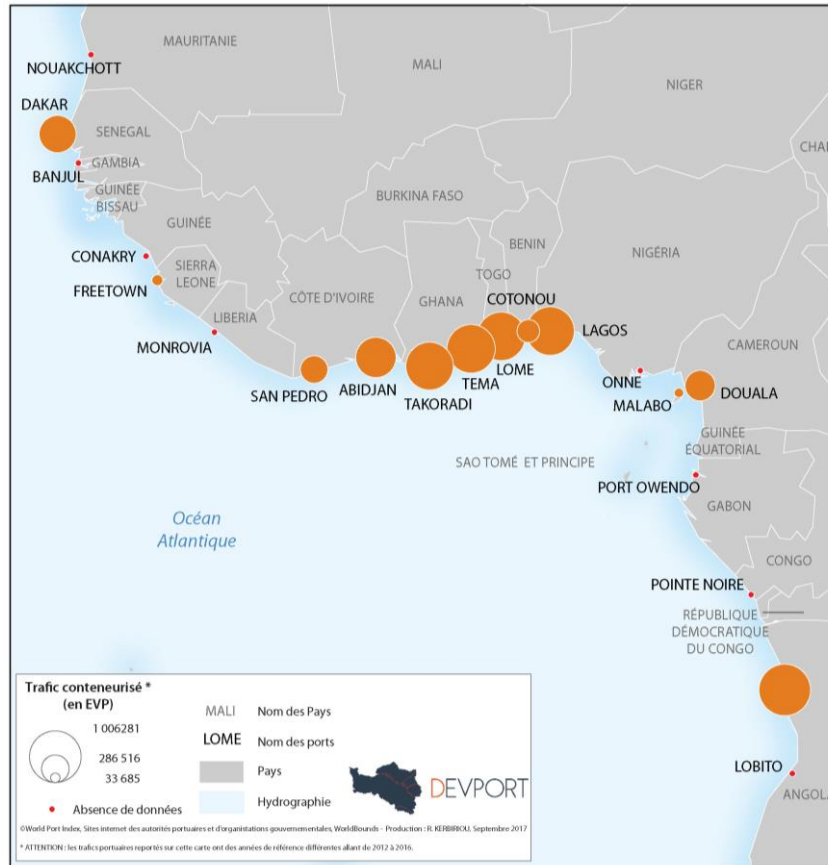 MAURITANIE
NOUAKCHOTT
MALI
NIGER
DAKAR
SENEGAL
GAMBIA
BANJUL
GUINÉE
BISSAU
BURKINA FASO
GUINÉE
BENIN
NIGÉRIA
CONAKRY
SIERRA
LEONE
FREETOWN
TOGO
CÔTE D'IVOIRE
GHANA
COTONOU
LIBERIA
LAGOS
MONROVIA
CAMEROUN
SAN PEDRO
ABIDJAN
TAKORADI
TEMA
LOME
ONNE
MALABO
DOUALA
GUINÉE
ÉQUATORIAL
SAO TOMÉ ET PRINCIPE
PORT OWENDO
GABON
Océan
Atlantique
CONGO
POINTE NOIRE
RÉPUBLIQUE
DÉMOCRATIQUE
DU CONGO
LOBITO
ANGOLA
Trafic conteneurisé *
(en EVP)
1 006281
286 516
33 685
Absence de données
MALI Nom des Pays
LOME Nom des ports
Pays
Hydrographie
DEVPORT
©World Port Index, Sites internet des autorités portuaires et d'organistations gouvernementales, WorldBounds - Production : R. KERBIRIOU, Septembre 2017
* ATTENTION : les trafics portuaires reportés sur cette carte ont des années de référence différentes allant de 2012 à 2016.